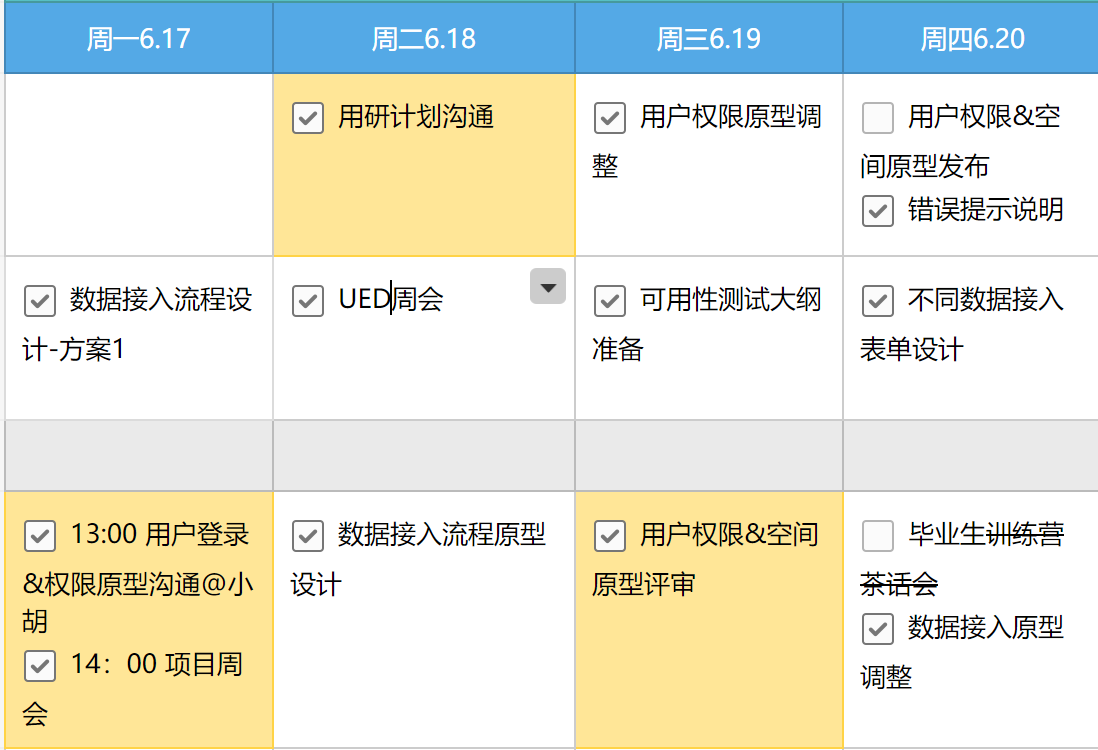 周一6.17
周二6.18
周三6.19
周四6.20
用研计划沟通
用户权限原型调
整
用户权限&空
间原型发布
错误提示说明
数据接入流程设
计-方案1
UED周会
可用性测试大纲
准备
不同数据接入
表单设计
13:00 用户登录
&权限原型沟通@小
胡
14：00 项目周
会
数据接入流程原型
设计
用户权限&空间
原型评审
毕业生训练营
茶话会
数据接入原型
调整